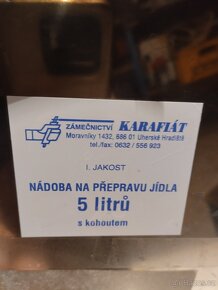 ZÁMEČNICTVÍ KARAFIÁT
Moravníky 1432, 686 01 Uherské Hradiště
tel./fax: 0632 / 556 923
I. JAKOST
NÁDOBA NA PŘEPRAVU JÍDLA
5 litrů
s kohoutem